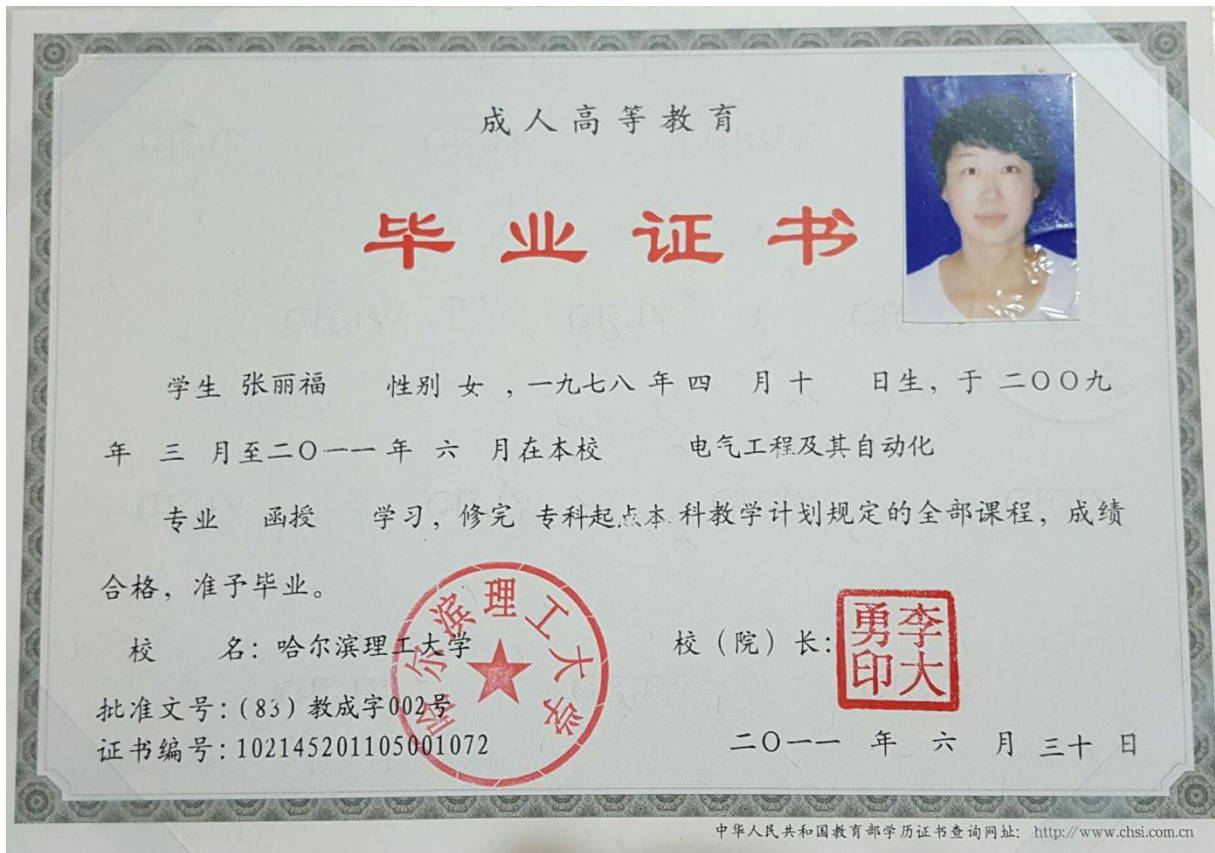 成人高等教育
毕业证书
学生 张丽福 性别 女 ，一九七八 年 四 月 十 日生，于 二〇〇九
年 三 月至二〇一一年 六 月在本校 电气工程及其自动化
专业 函授 学习，修完 专科起点本 科教学计划规定的全部课程，成绩
合格，准予毕业。
校 名：哈尔滨理工大学
校（院）长：
李大勇印
哈尔滨理工大学
批准文号：(83）教成字002号
证书编号：102145201105001072
二〇一一 年 六 月 三十 日
中华人民共和国教育部学历证书查询网址： http://www.chsi.com.cn